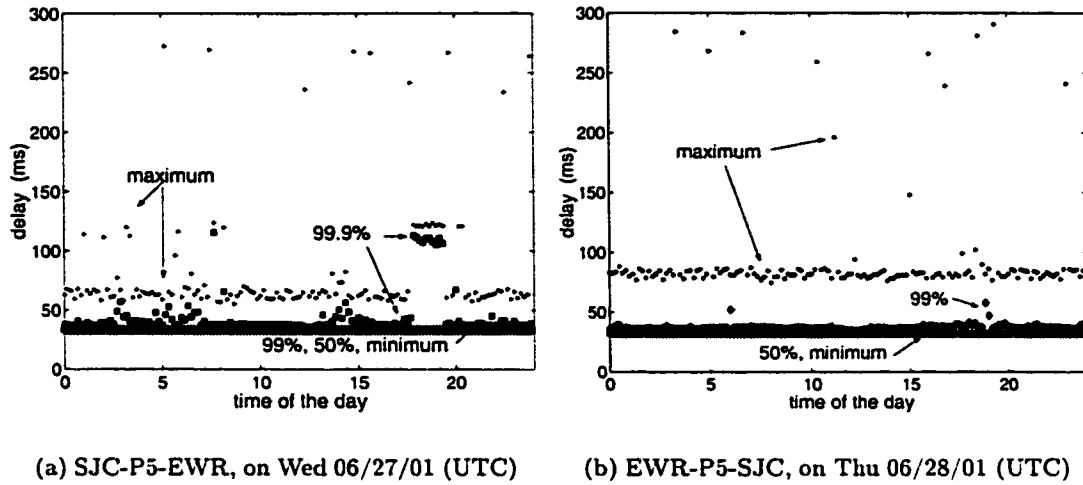 300
250
200
150
100
50
0
delay (ms)
maximum
99.9%
99%, 50%, minimum
0 5 10 15 20
time of the day
(a) SJC-P5-EWR, on Wed 06/27/01 (UTC)
300
250
200
150
100
50
0
delay (ms)
maximum
99%
50%, minimum
0 5 10 15 20
time of the day
(b) EWR-P5-SJC, on Thu 06/28/01 (UTC)